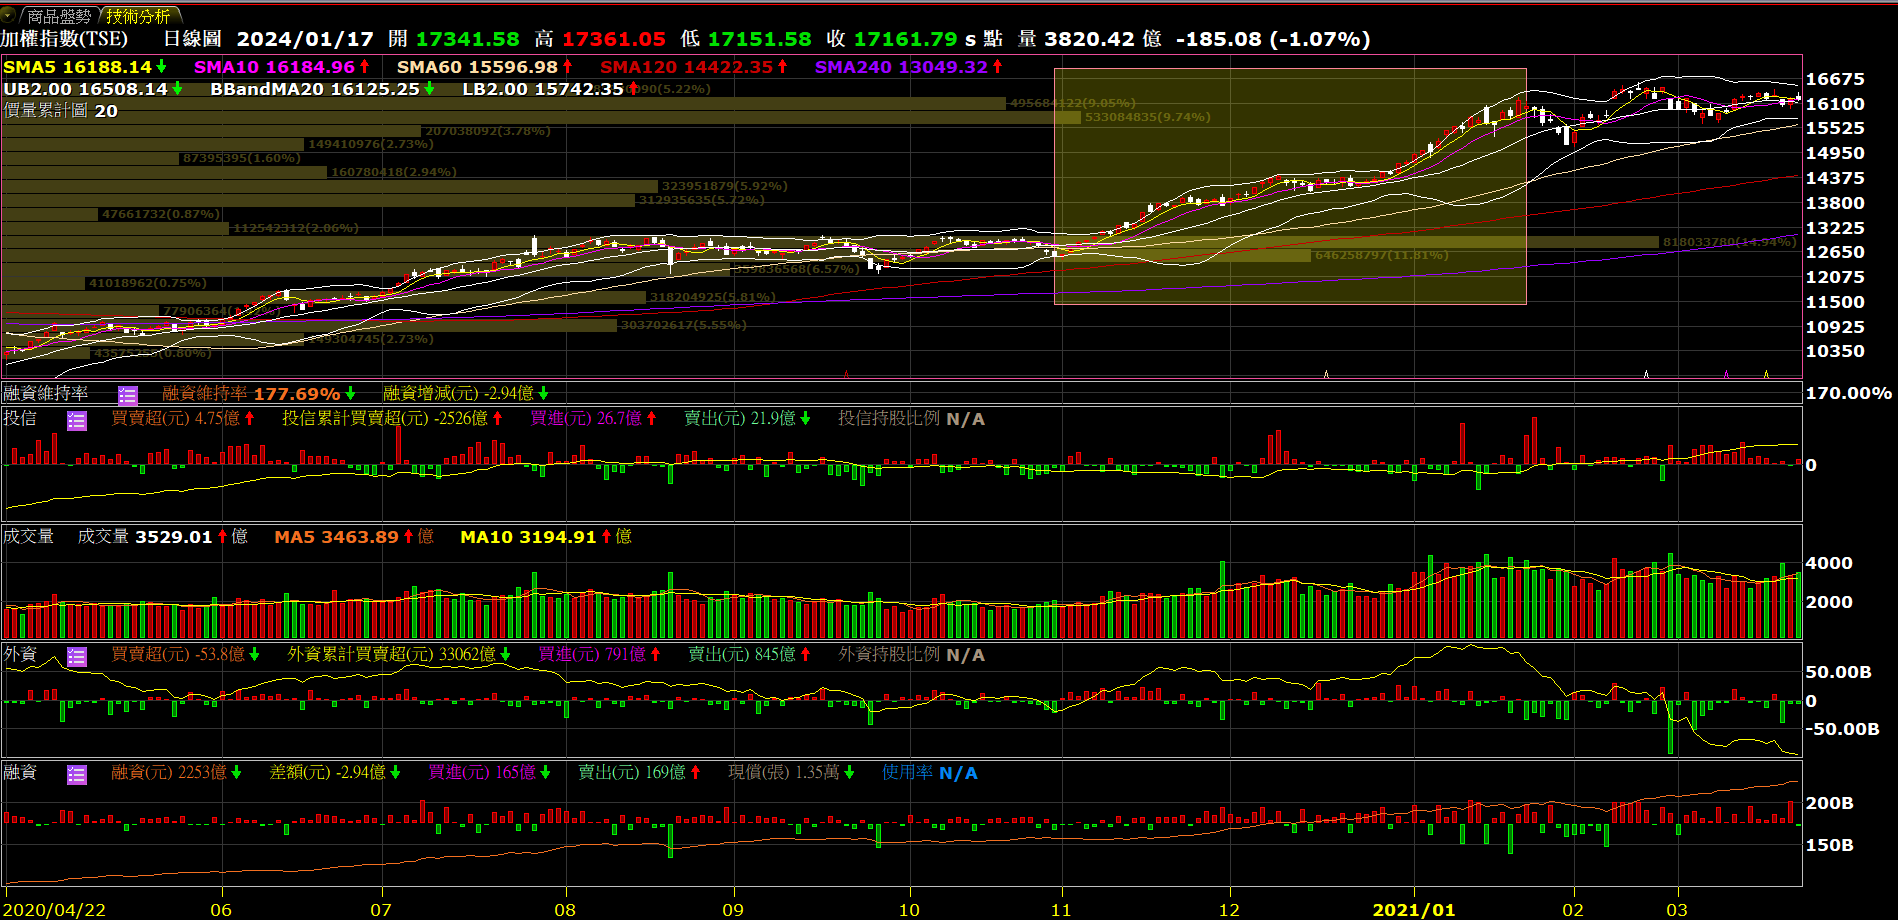 商品盤勢 技術分析
加權指數(TSE) 日線圖 2024/01/17 開 17341.58 高 17361.05 低 17151.58 收 17161.79 s 點 量 3820.42 億 -185.08 (-1.07%)
SMA5 16188.14 SMA10 16184.96 SMA60 15596.98 SMA120 14422.35 SMA240 13049.32
UB2.00 16508.14 BBandMA20 16125.25 LB2.00 15742.35
價量累計圖 20
495684122(9.05%)
533084835(9.74%)
207038092(3.78%)
149410976(2.73%)
87395395(1.60%)
160780418(2.94%)
323951879(5.92%)
312935635(5.72%)
47661732(0.87%)
112542312(2.06%)
818033780(14.94%)
646258797(11.81%)
359836568(6.57%)
41018962(0.75%)
318204925(5.81%)
303702617(5.55%)
149304745(2.73%)
16675
16100
15525
14950
14375
13800
13225
12650
12075
11500
10925
10350
融資維持率 融資維持率 177.69% 融資增減(元) -2.94億
170.00%
投信 買賣超(元) 4.75億 投信累計買賣超(元) -2526億 買進(元) 26.7億 賣出(元) 21.9億 投信持股比例 N/A
0
成交量 成交量 3529.01 億 MA5 3463.89 億 MA10 3194.91 億
4000
2000
外資 買賣超(元) -53.8億 外資累計買賣超(元) 33062億 買進(元) 791億 賣出(元) 845億 外資持股比例 N/A
50.00B
0
-50.00B
融資 融資(元) 2253億 差額(元) -2.94億 買進(元) 165億 賣出(元) 169億 現償(張) 1.35萬 使用率 N/A
200B
150B
2020/04/22 06 07 08 09 10 11 12 2021/01 02 03